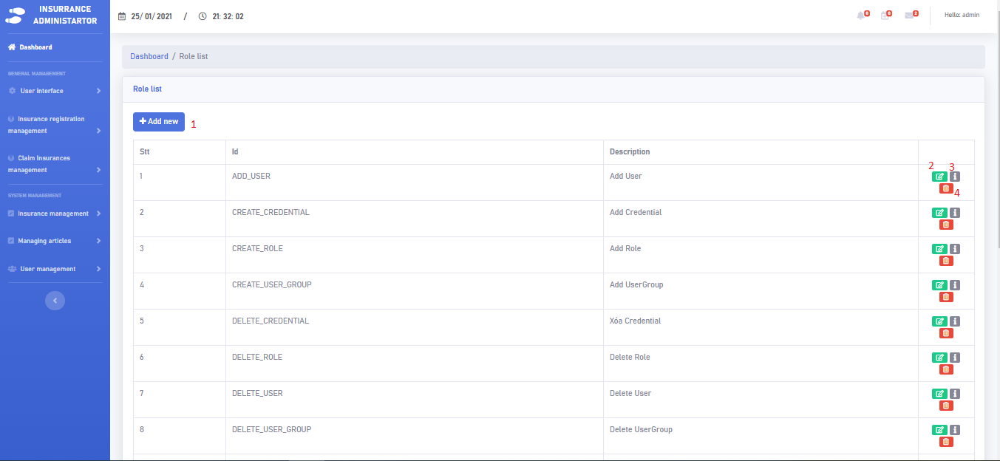 INSURRANCE
ADMINISTARTOR
25/ 01/ 2021 / 21: 32: 02
0 0 2 Hello: admin
Dashboard
GENERAL MANAGEMENT
User Interface
Insurance registration
management
Claim Insurances
management
SYSTEM MANAGEMENT
Insurance management
Managing articles
User management
Dashboard / Role list
Role list
Add new 1
Stt Id Description
2 3
1 ADD_USER Add User
4
2 CREATE_CREDENTIAL Add Credential
3 CREATE_ROLE Add Role
4 CREATE_USER_GROUP Add UserGroup
5 DELETE_CREDENTIAL Xóa Credential
6 DELETE_ROLE Delete Role
7 DELETE_USER Delete User
8 DELETE_USER_GROUP Delete UserGroup